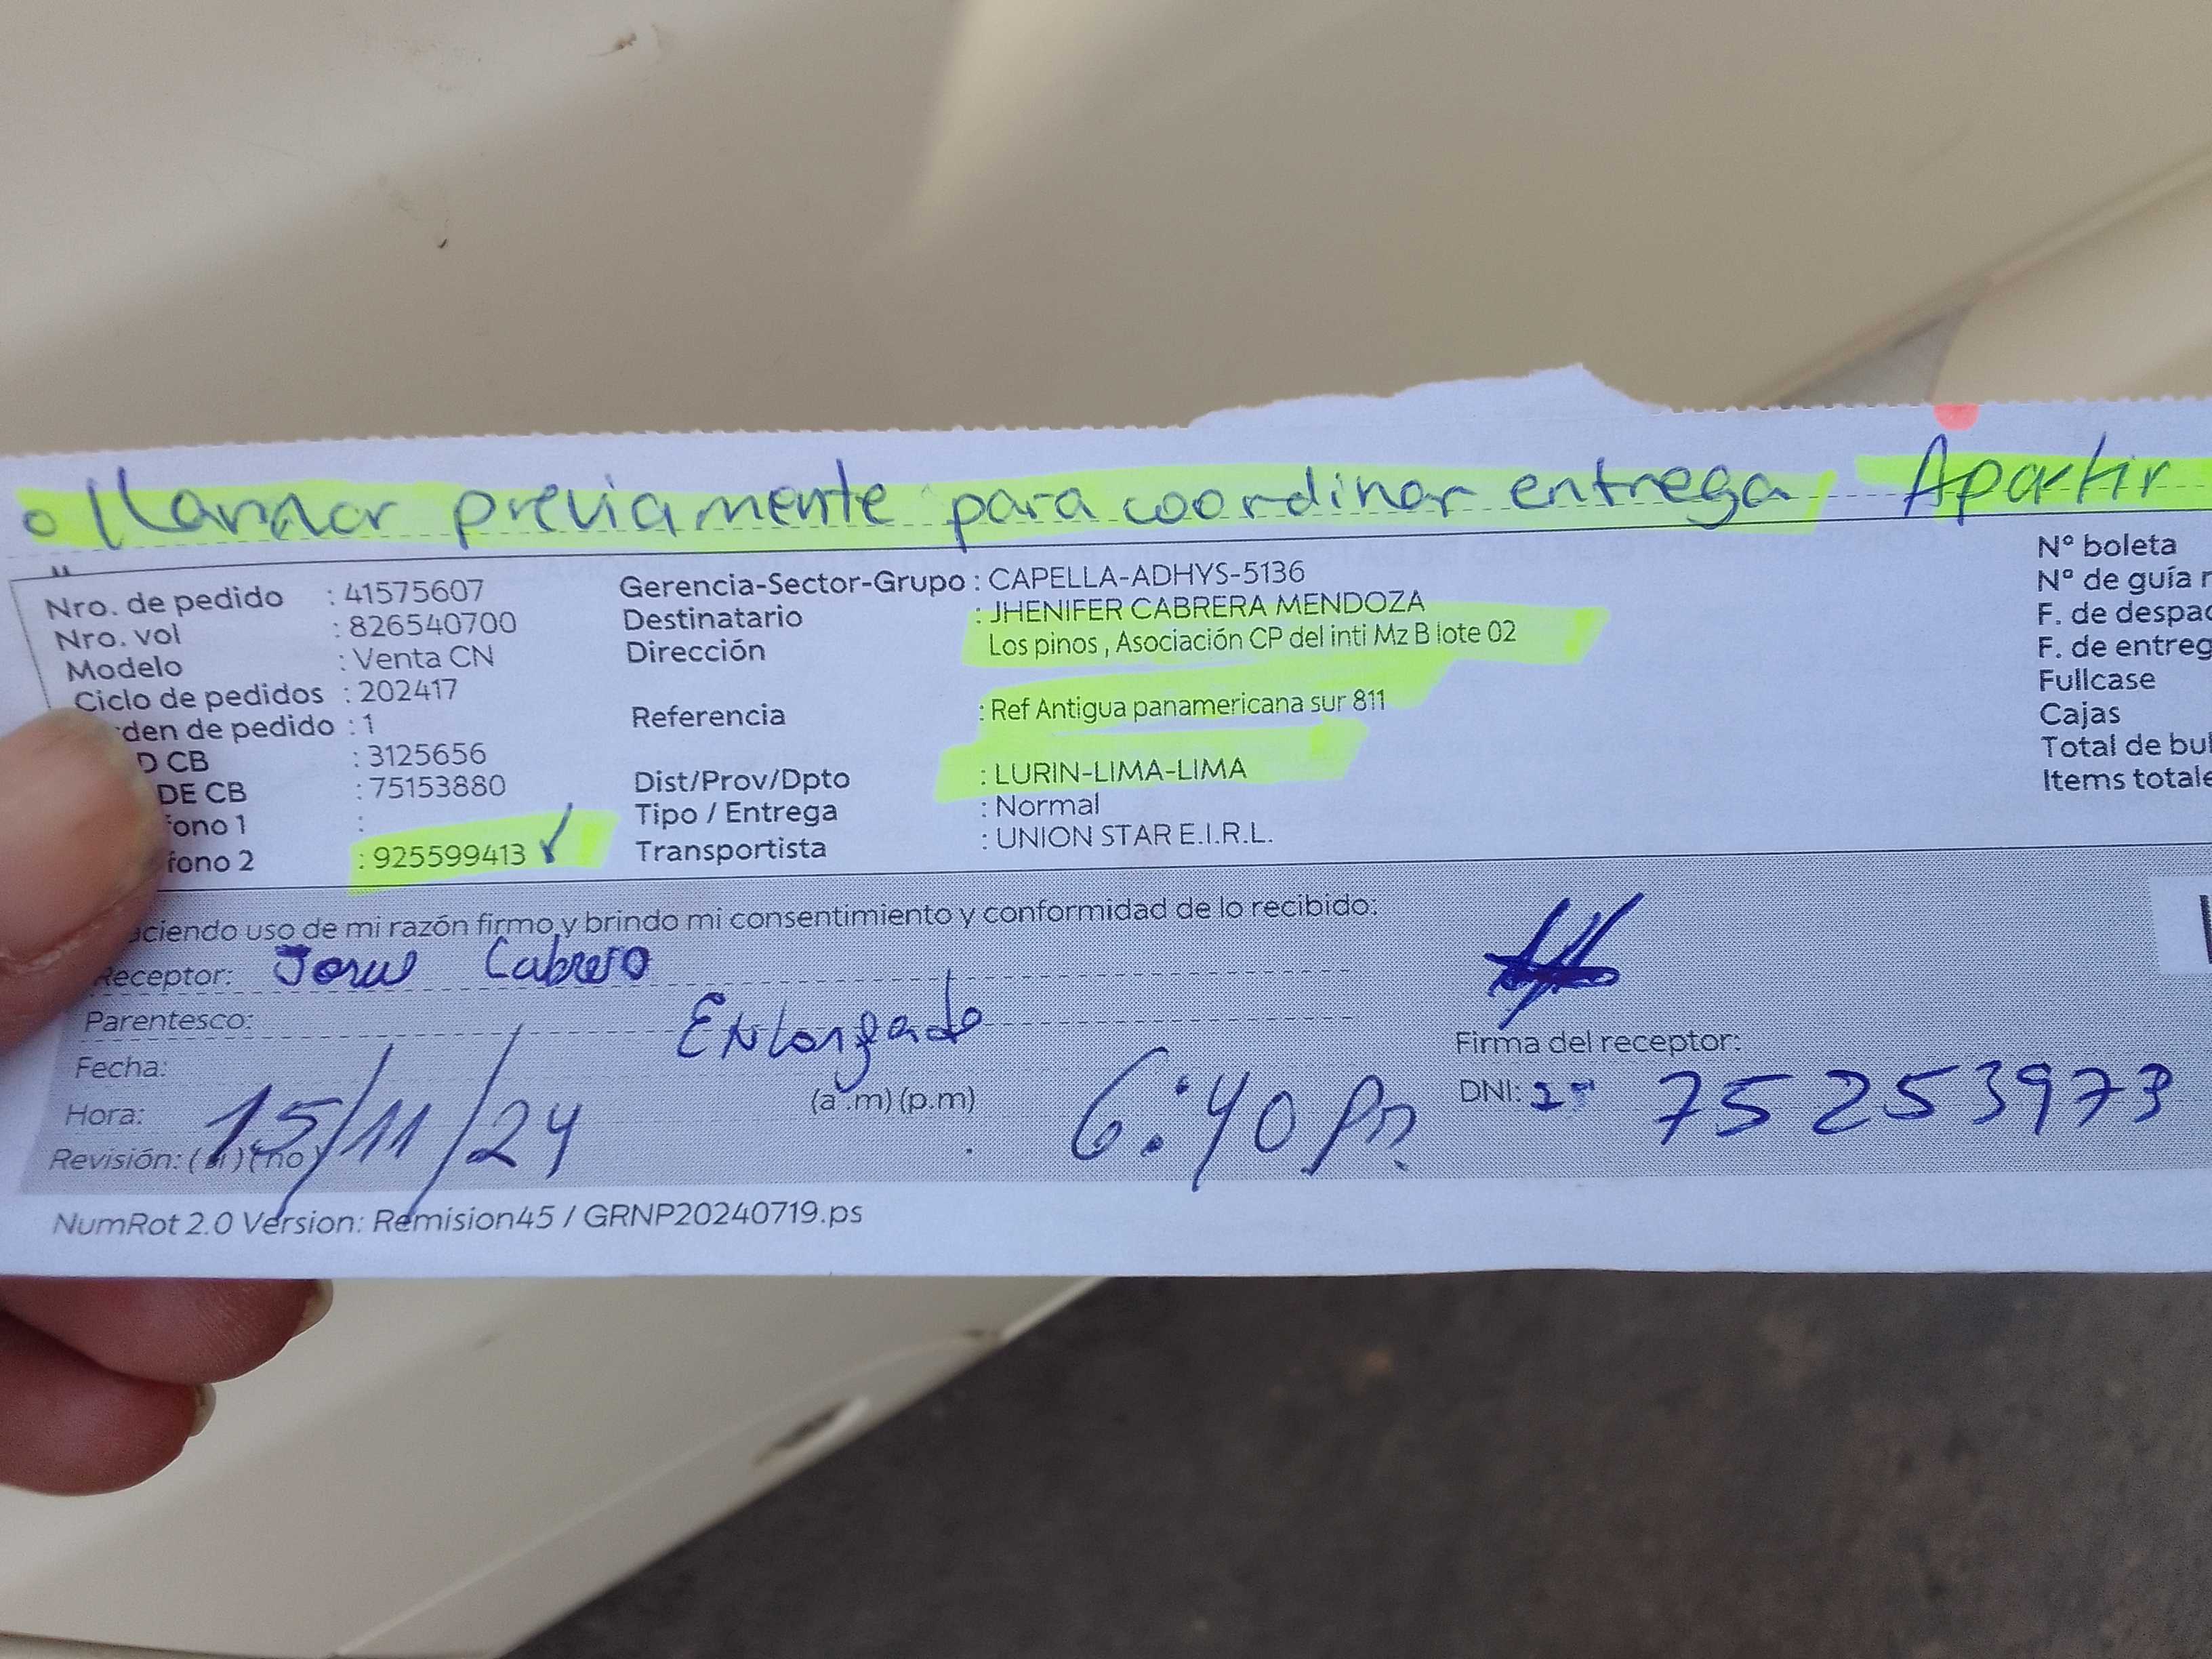 o llamar previamente para coordinar entrega Apartir
Nro. de pedido : 41575607
Nro. vol : 826540700
Modelo : Venta CN
Ciclo de pedidos : 202417
den de pedido : 1
D CB : 3125656
DE CB : 75153880
fono 1 :
fono 2 : 925599413 ✓
Gerencia-Sector-Grupo : CAPELLA-ADHYS-5136
Destinatario : JHENIFER CABRERA MENDOZA
Dirección Los pinos , Asociación CP del inti Mz B lote 02
Referencia : Ref Antigua panamericana sur 811
Dist/Prov/Dpto : LURIN-LIMA-LIMA
Tipo / Entrega : Normal
Transportista : UNION STAR E.I.R.L.
N° boleta
N° de guía r
F. de despac
F. de entreg
Fullcase
Cajas
Total de bul
Items totale
aciendo uso de mi razón firmo y brindo mi consentimiento y conformidad de lo recibido:
Receptor:
Parentesco:
Fecha:
Hora: 15/11/24 (a .m) (p.m) 6:40 Pm
Revisión: (si) (no)
Firma del receptor:
DNI: 75253973
NumRot 2.0 Version: Remision45 / GRNP20240719.ps